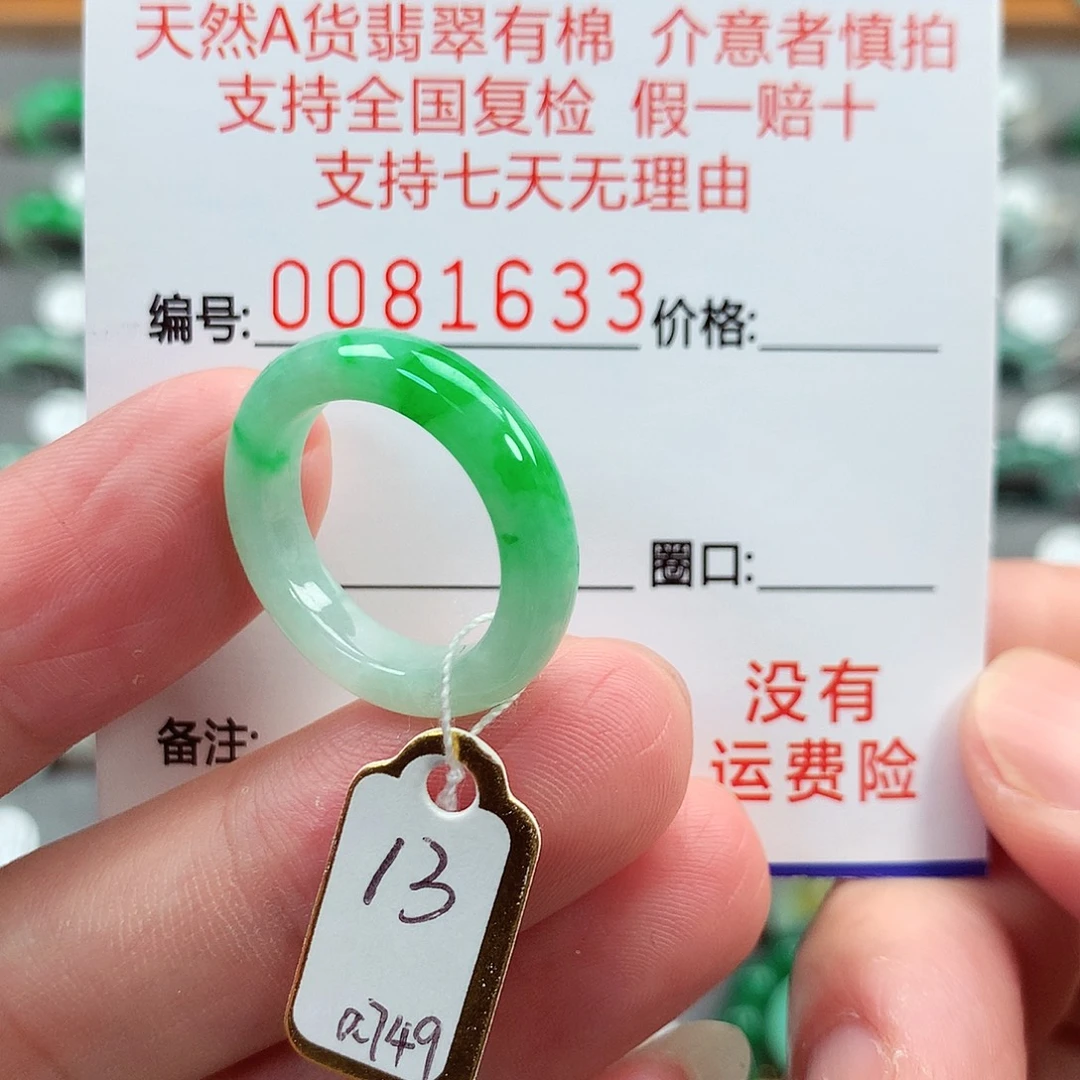 天然A货翡翠有棉 介意者慎拍
支持全国复检 假一赔十
支持七天无理由
编号: 0081633 价格:
圈口:
没有
备注: 运费险
13
a749